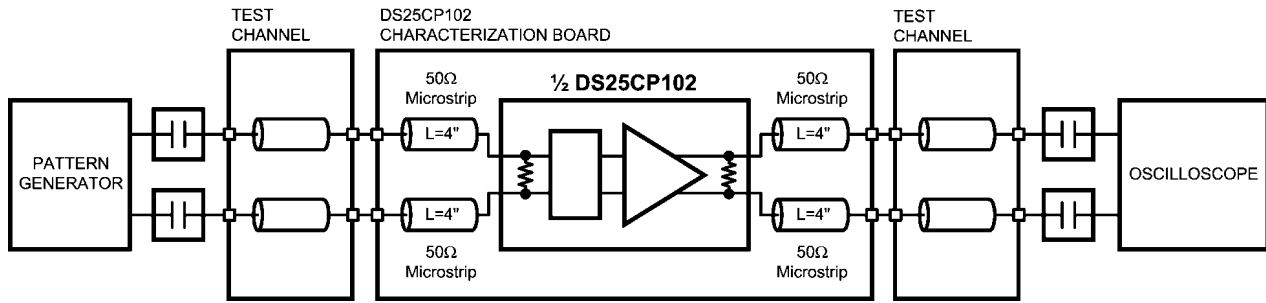 TEST
CHANNEL
DS25CP102
CHARACTERIZATION BOARD
TEST
CHANNEL
50Ω
Microstrip
½ DS25CP102
50Ω
Microstrip
L=4"
L=4"
PATTERN
GENERATOR
OSCILLOSCOPE
L=4"
L=4"
50Ω
Microstrip
50Ω
Microstrip